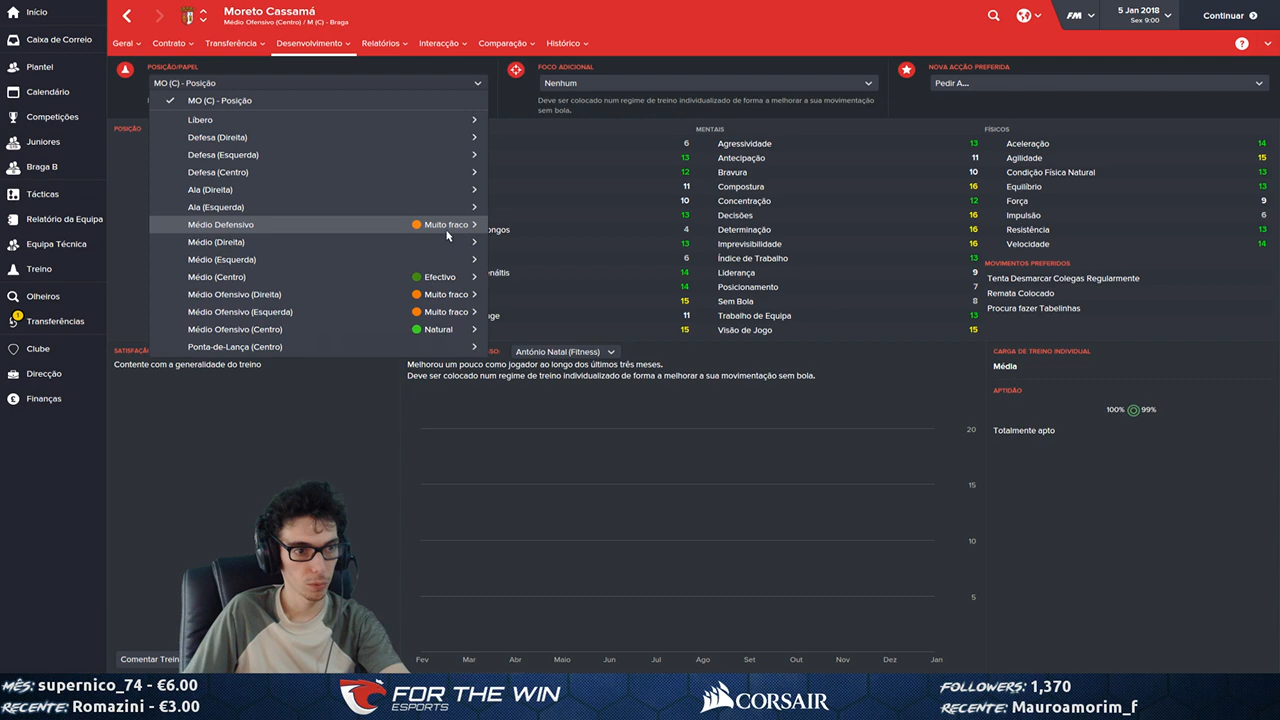 Início
Moreto Cassamá
Médio Ofensivo (Centro) / M (C) - Braga
FM
5 Jan 2018
Sex 9:00
Continuar
Caixa de Correio
Geral
Contrato
Transferência
Desenvolvimento
Relatórios
Interacção
Comparação
Histórico
Plantel
Calendário
Competições
Juniores
Braga B
Tácticas
Relatório da Equipa
Equipa Técnica
Treino
Olheiros
1
Transferências
Clube
Direcção
Finanças
POSIÇÃO/PAPEL
MO (C) - Posição
FOCO ADICIONAL
Nenhum
Deve ser colocado num regime de treino individualizado de forma a melhorar a sua movimentação
sem bola.
NOVA ACÇÃO PREFERIDA
Pedir A...
MO (C) - Posição
Líbero
Defesa (Direita)
Defesa (Esquerda)
Defesa (Centro)
Ala (Direita)
Ala (Esquerda)
Médio Defensivo Muito fraco
Médio (Direita)
Médio (Esquerda)
Médio (Centro) Efectivo
Médio Ofensivo (Direita) Muito fraco
Médio Ofensivo (Esquerda) Muito fraco
Médio Ofensivo (Centro) Natural
Ponta-de-Lança (Centro)
POSIÇÃO
6
13
12
11
10
13
ongos 4
13
6
néitis 14
14
15
uge 11
15
MENTAIS
Agressividade 13
Antecipação 11
Bravura 10
Compostura 16
Concentração 12
Decisões 16
Determinação 16
Imprevisibilidade 16
Índice de Trabalho 13
Liderança 9
Posicionamento 7
Sem Bola 8
Trabalho de Equipa 13
Visão de Jogo 15
FÍSICOS
Aceleração 14
Agilidade 15
Condição Física Natural 13
Equilíbrio 13
Força 9
Impulsão 6
Resistência 13
Velocidade 14
MOVIMENTOS PREFERIDOS
Tenta Desmarcar Colegas Regularmente
Remata Colocado
Procura fazer Tabelinhas
SATISFAÇÃ
Contente com a generalidade do treino
SSO:
António Natal (Fitness)
Melhorou um pouco como jogador ao longo dos últimos três meses.
Deve ser colocado num regime de treino individualizado de forma a melhorar a sua movimentação sem bola.
CARGA DE TREINO INDIVIDUAL
Média
APTIDÃO
100% 99%
Totalmente apto
20
15
10
5
Fev Mar Abr Maio Jun Jul Ago Set Out Nov Dez Jan
Comentar Trein
MÊS: supernico_74 - €6.00
RECENTE: Romazini - €3.00
FOR THE WIN
ESPORTS
CORSAIR
FOLLOWERS: 1,370
RECENTE: Mauroamorim_f